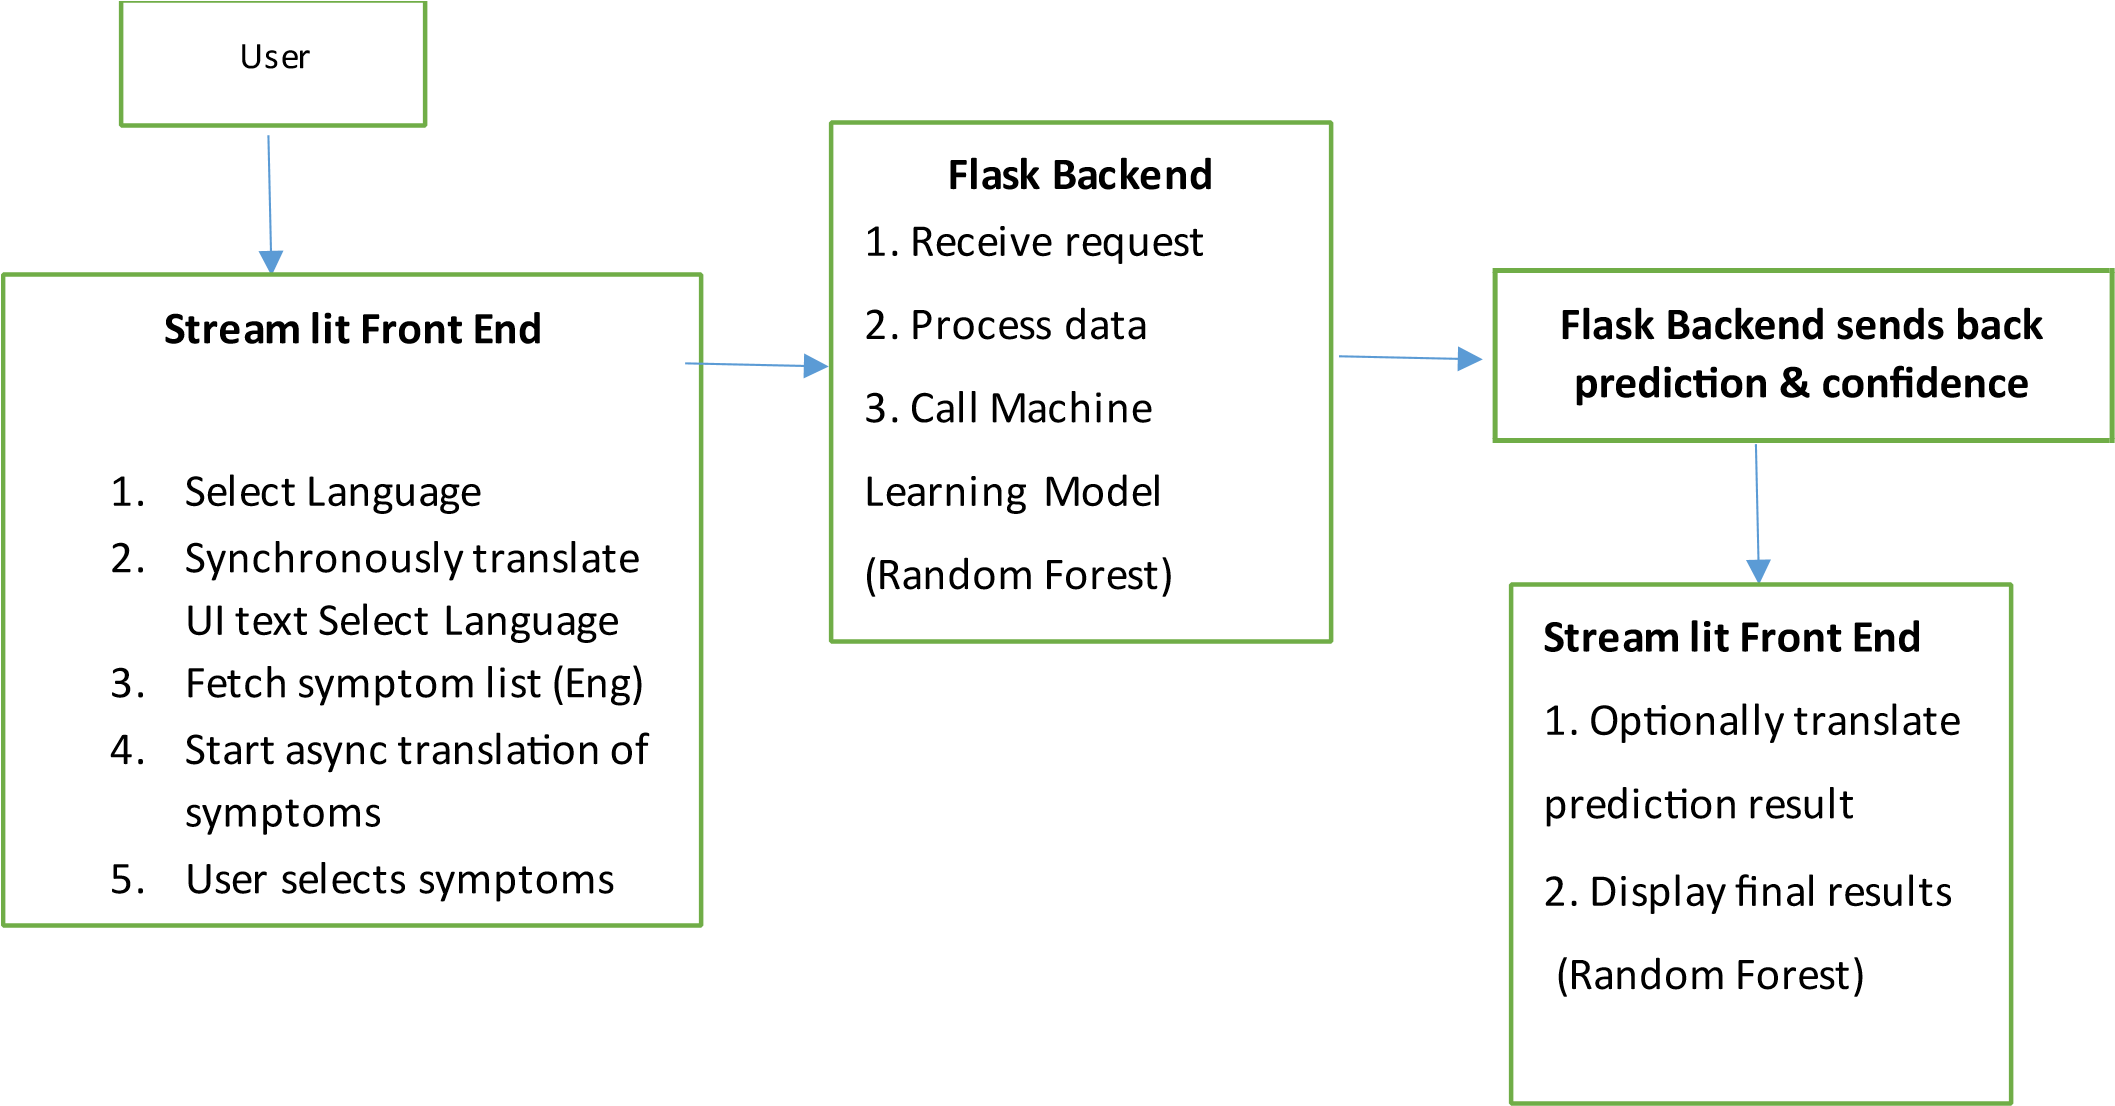 User
Stream lit Front End
1. Select Language
2. Synchronously translate
UI text Select Language
3. Fetch symptom list (Eng)
4. Start async translation of
symptoms
5. User selects symptoms
Flask Backend
1. Receive request
2. Process data
3. Call Machine
Learning Model
(Random Forest)
Flask Backend sends back
prediction & confidence
Stream lit Front End
1. Optionally translate
prediction result
2. Display final results
(Random Forest)